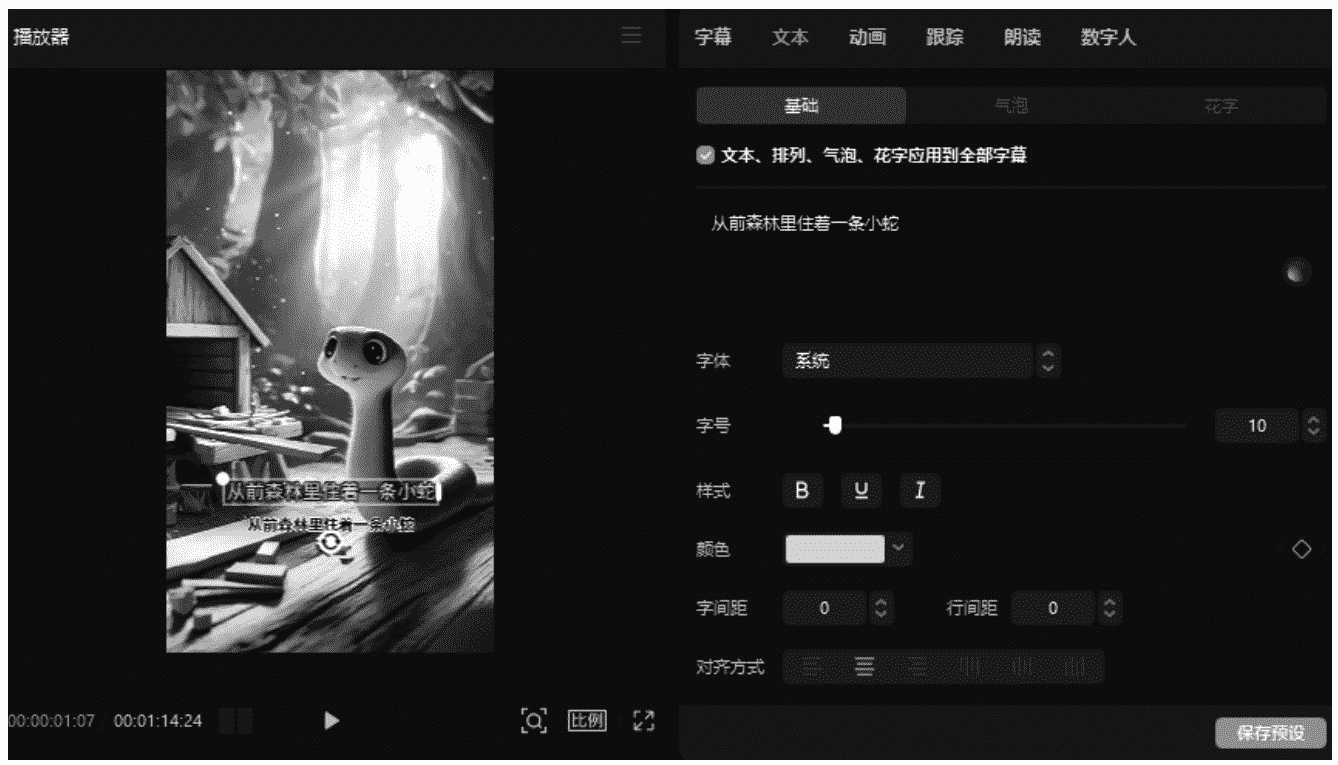 播放器
从前森林里住着一条小蛇
从前森林里住着一条小蛇
00:00:01:07 00:01:14:24
比例
字幕 文本 动画 跟踪 朗读 数字人
基础 气泡 花字
文本、排列、气泡、花字应用到全部字幕
从前森林里住着一条小蛇
字体 系统
字号 10
样式 B U I
颜色
字间距 0 行间距 0
对齐方式
保存预设